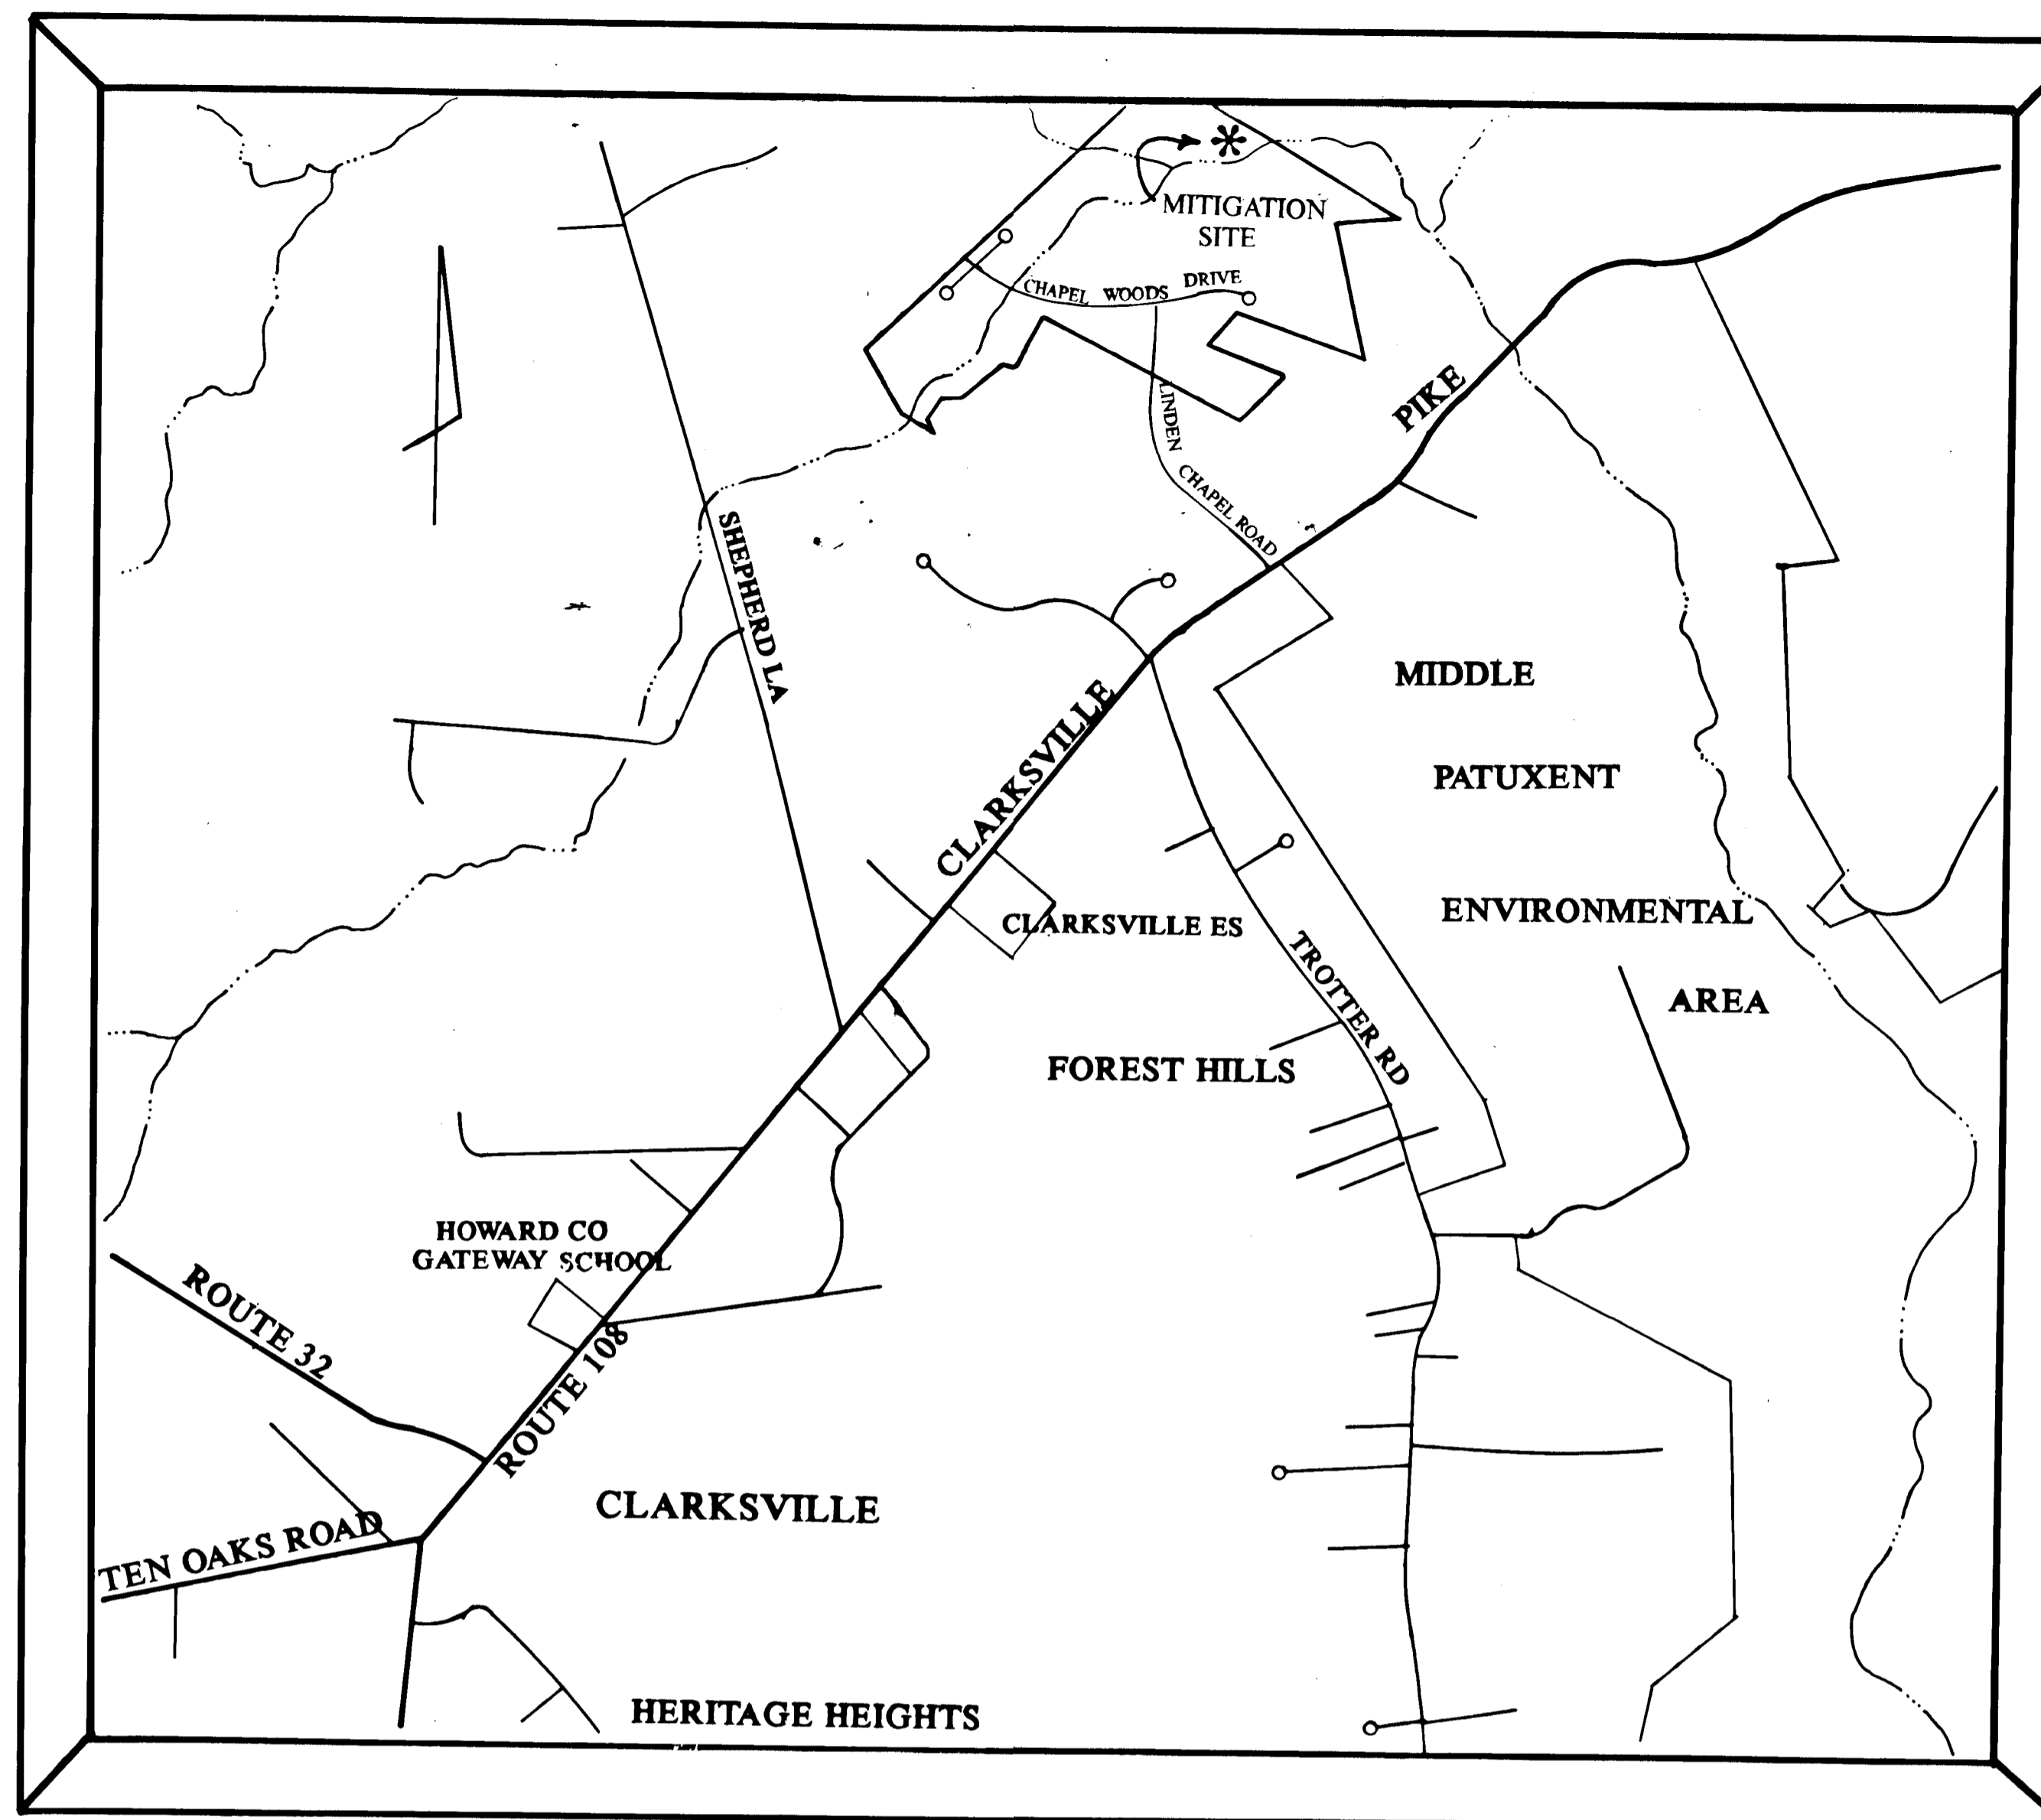 MITIGATION
SITE
CHAPEL WOODS DRIVE
PIKE
LINDEN CHAPEL ROAD
SHEPHERD LA
MIDDLE
CLARKSVILLE
PATUXENT
CLARKSVILLE ES
ENVIRONMENTAL
TROTTER RD
AREA
FOREST HILLS
HOWARD CO
GATEWAY SCHOOL
ROUTE 32
ROUTE 108
CLARKSVILLE
TEN OAKS ROAD
HERITAGE HEIGHTS